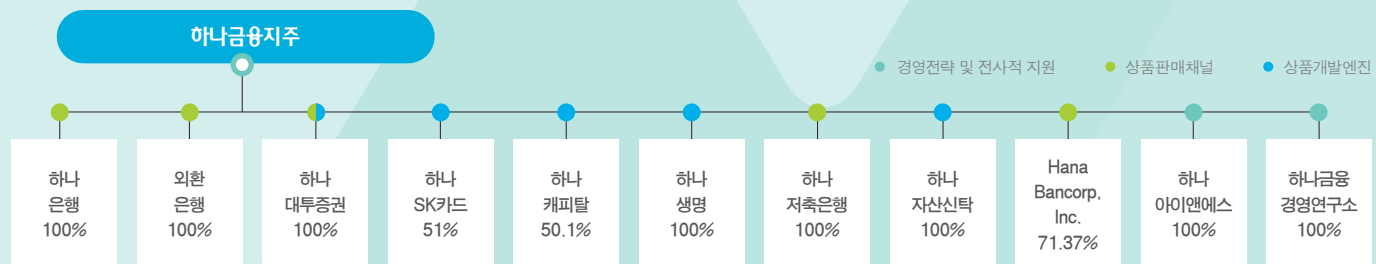 하나금융지주
경영전략 및 전사적 지원
상품판매채널
상품개발엔진
하나
은행
100%
외환
은행
100%
하나
대투증권
100%
하나
SK카드
51%
하나
캐피탈
50.1%
하나
생명
100%
하나
저축은행
100%
하나
자산신탁
100%
Hana
Bancorp,
Inc.
71.37%
하나
아이앤에스
100%
하나금융
경영연구소
100%